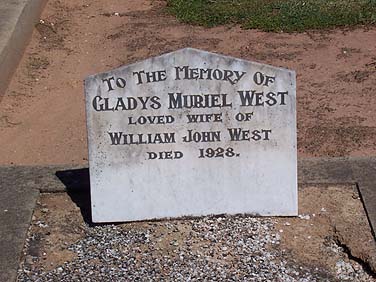 To The Memory Of
Gladys Muriel West
loved wife of
William John West
died 1928.